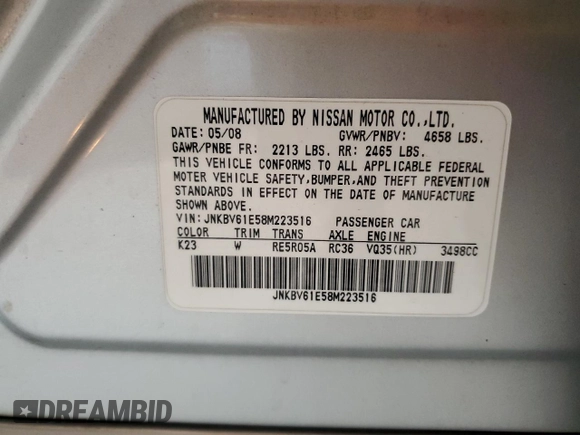 MANUFACTURED BY NISSAN MOTOR CO.,LTD.
DATE: 05/08 GVWR/PNBV: 4658 LBS.
GAWR/PNBE FR: 2213 LBS. RR: 2465 LBS.
THIS VEHICLE CONFORMS TO ALL APPLICABLE FEDERAL
MOTOR VEHICLE SAFETY,BUMPER,AND THEFT PREVENTION
STANDARDS IN EFFECT ON THE DATE OF MANUFACTURE
SHOWN ABOVE.
VIN: JNKBV61E58M223516 PASSENGER CAR
COLOR TRIM TRANS AXLE ENGINE
K23 W RE5R05A RC36 VQ35(HR) 3498CC
JNKBV61E58M223516
DREAMBID